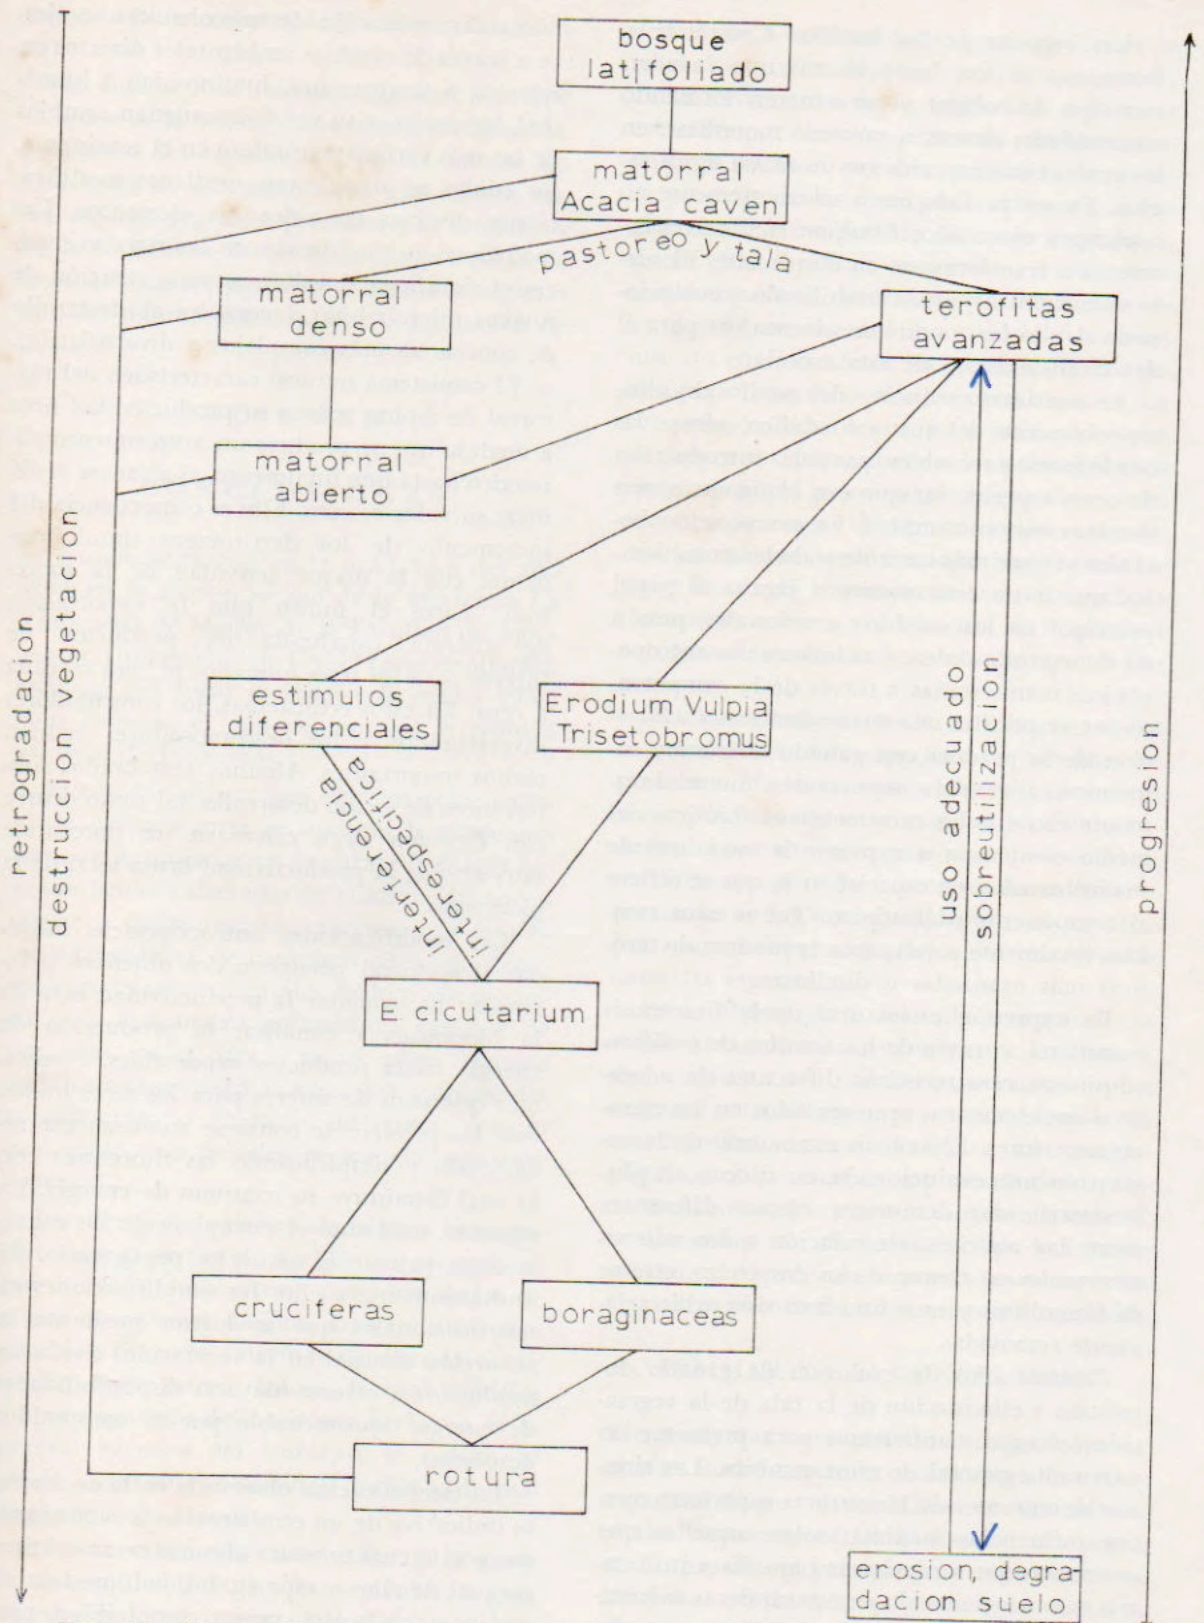 bosque
latifoliado
matorral
Acacia caven
pastoreo y tala
matorral
denso
terofitas
avanzadas
matorral
abierto
retrogradacion
destruccion vegetacion
estimulos
diferenciales
Erodium Vulpia
Trisetobromus
interferencia
interespecifica
uso adecuado
sobreutilizacion
progresion
E cicutarium
cruciferas
boraginaceas
rotura
erosion, degra-
dacion suelo